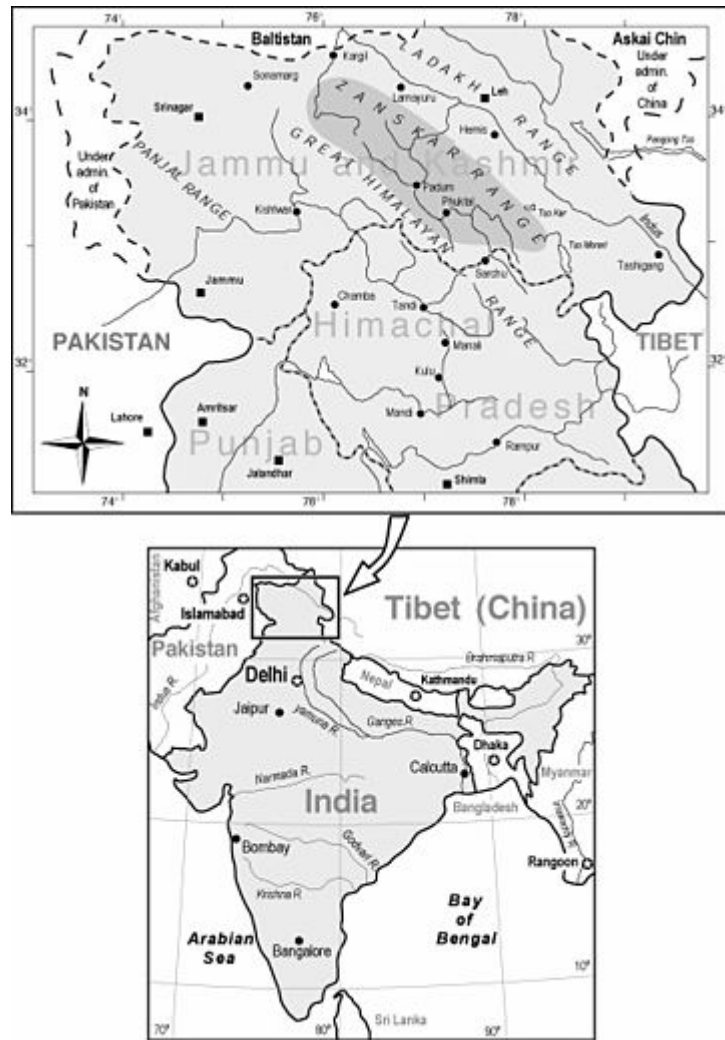 74°
76°
78°
Baltistan
Askai Chin
Under
admin. of
China
Kargil
Sonamarg
Lamayuru
Leh
LADAKH RANGE
34°
34°
Srinagar
ZANSKAR RANGE
Hemis
Pangong Tso
Under
admin.
of
Pakistan
Jammu and Kashmir
PANJAL RANGE
GREAT HIMALAYAN
RANGE
Padum
Phuktal
Tso Kar
Kishtwar
Indus
Tso Moreri
Sarchu
Tashigang
Jammu
Chamba
Tandi
PAKISTAN
Himachal
TIBET
Manali
32°
32°
N
Kulu
Pradesh
Lahore
Amritsar
Mandi
Punjab
Rampur
Jalandhar
Shimla
74°
76°
78°
Kabul
Afghanistan
Islamabad
Tibet (China)
Pakistan
30°
Brahmaputra R.
Indus R.
Delhi
Nepal
Kathmandu
Jaipur
Yamuna R.
Ganges R.
Dhaka
Calcutta
Myanmar
Narmada R.
India
Bangladesh
20°
Irrawadi R.
Bombay
Godvari R.
Rangoon
Krishna R.
Bay
of
Bengal
Arabian
Sea
Bangalore
10°
Sri Lanka
70°
80°
90°